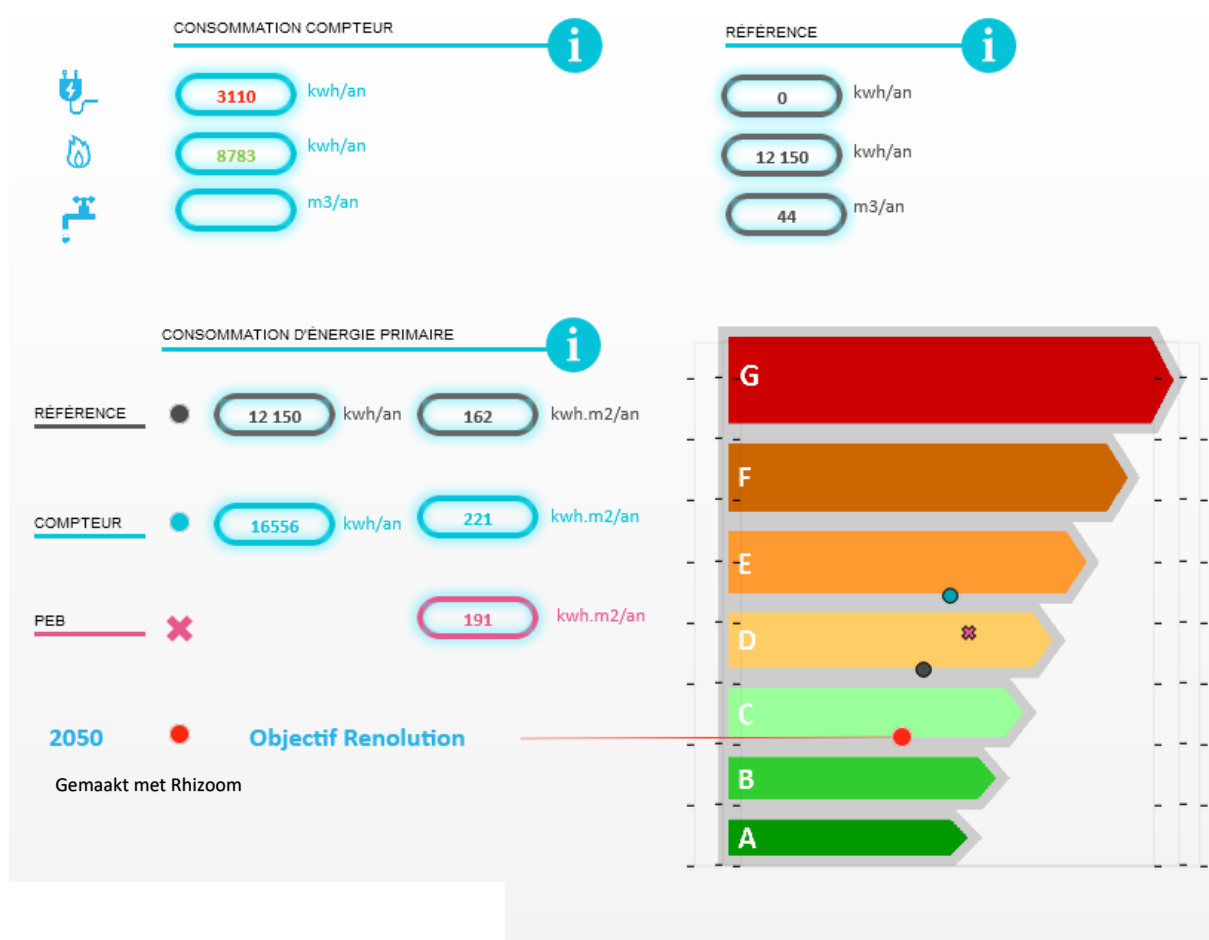 CONSOMMATION COMPTEUR i
3110 kwh/an
8783 kwh/an
m3/an
RÉFÉRENCE i
0 kwh/an
12 150 kwh/an
44 m3/an
CONSOMMATION D'ÉNERGIE PRIMAIRE i
RÉFÉRENCE 12 150 kwh/an 162 kwh.m2/an
COMPTEUR 16556 kwh/an 221 kwh.m2/an
PEB 191 kwh.m2/an
2050 Objectif Renolution
Gemaakt met Rhizoom
G
F
E
D
C
B
A